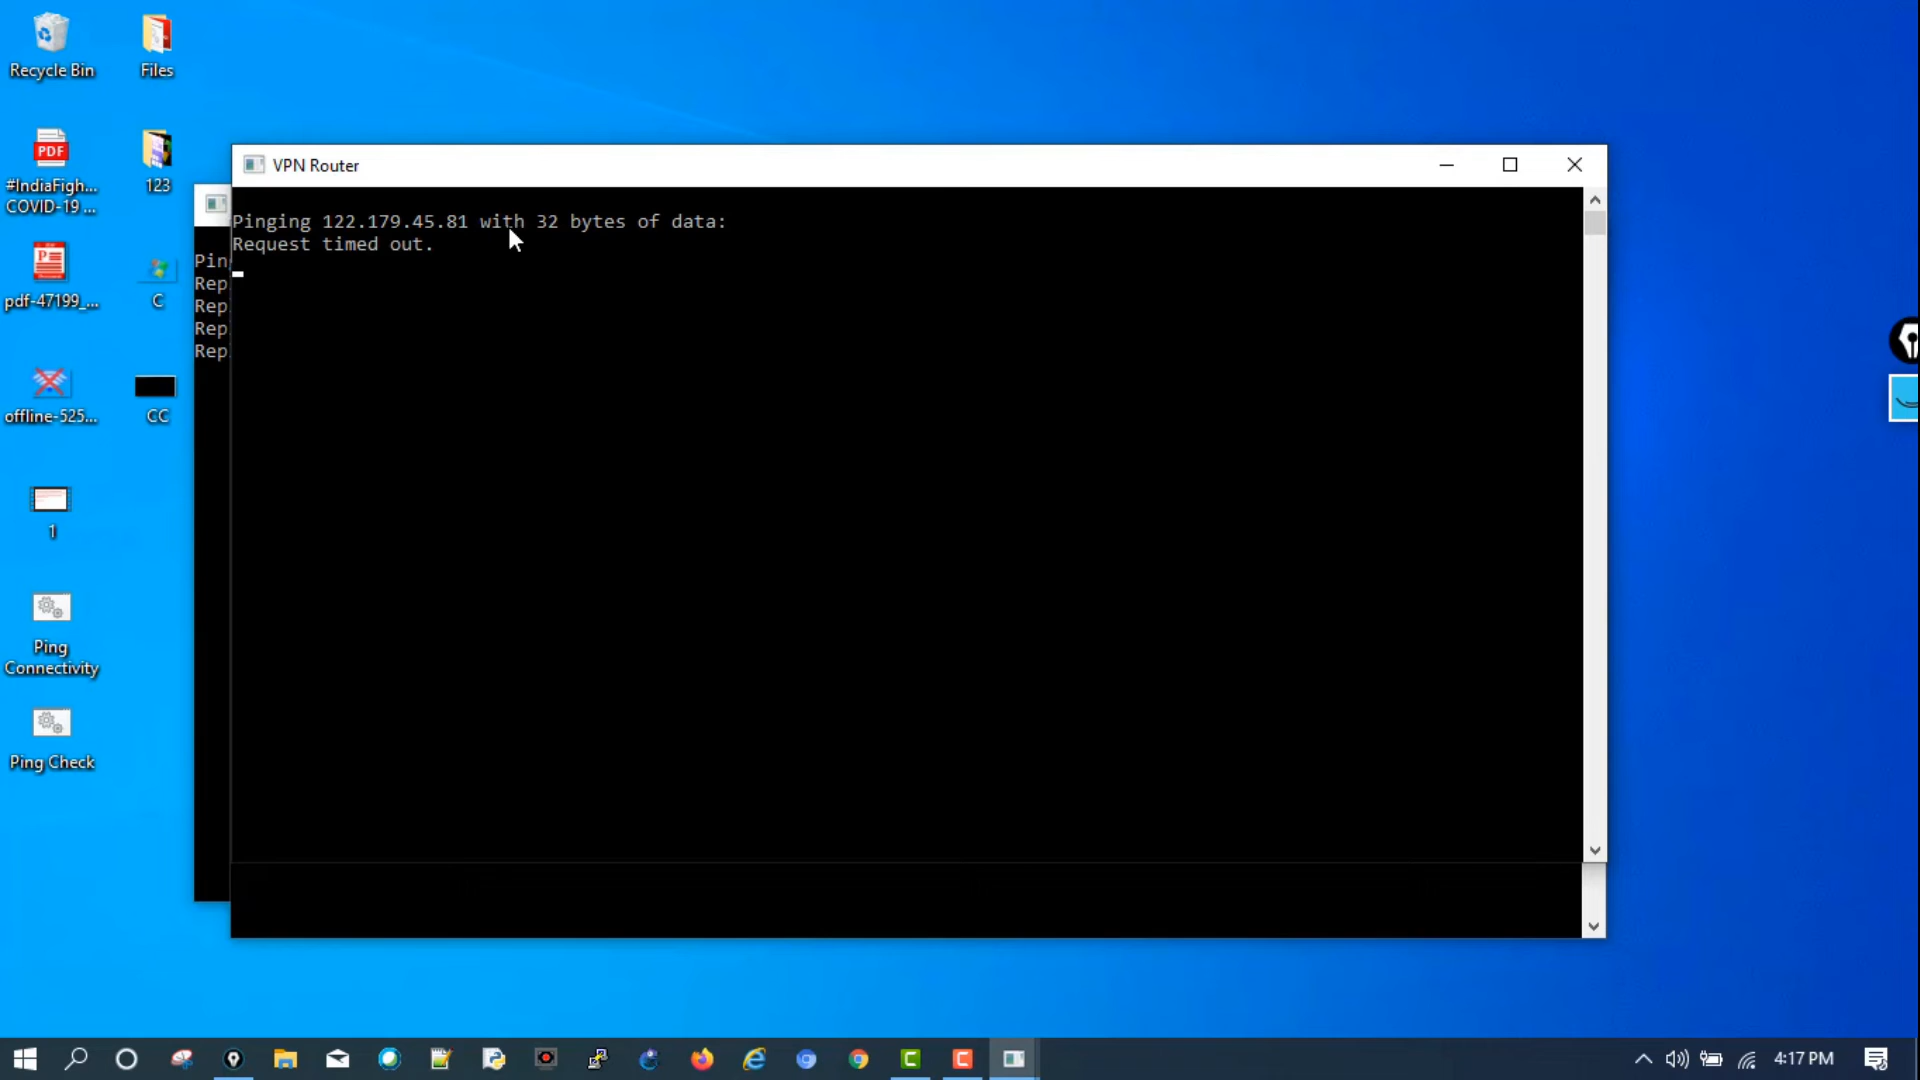 Recycle Bin
Files
#IndiaFigh...
COVID-19 ...
123
pdf-47199_...
C
offline-525...
CC
1
Ping
Connectivity
Ping Check
VPN Router
Pinging 122.179.45.81 with 32 bytes of data:
Request timed out.
Pin
Rep
Rep
Rep
Rep
PDF
4:17 PM